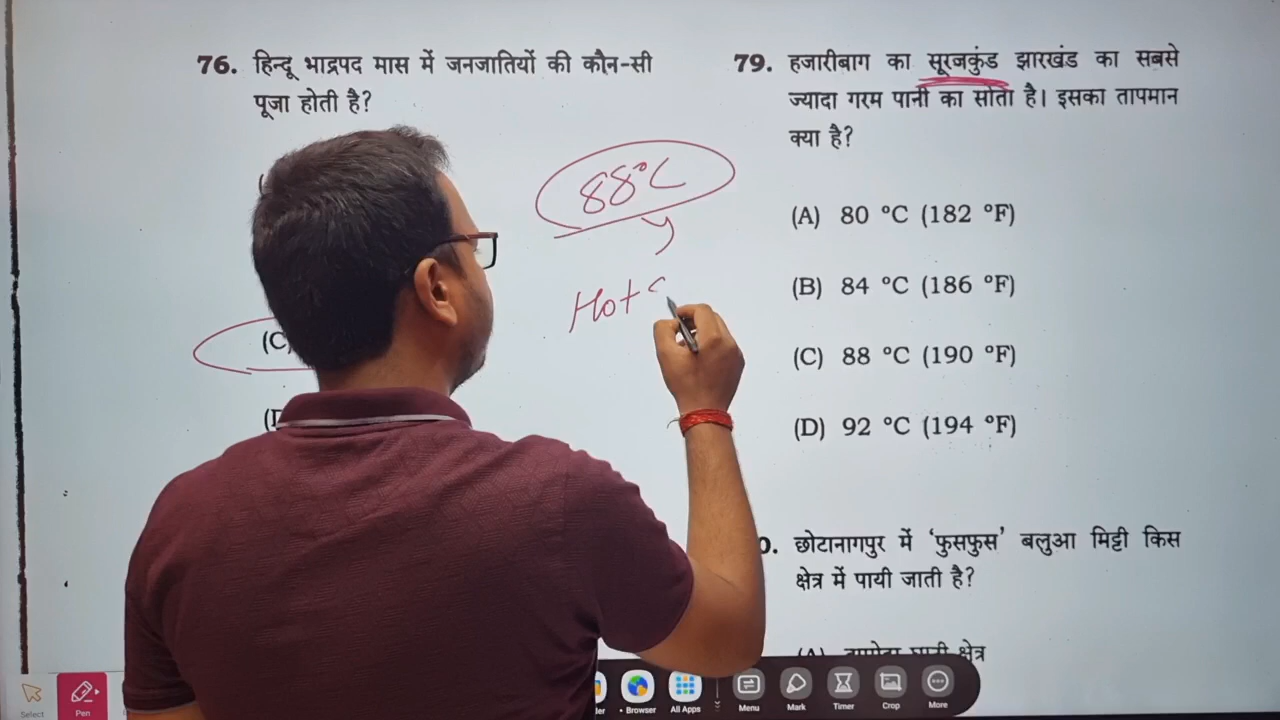 76. हिन्दू भाद्रपद मास में जनजातियों की कौन-सी
पूजा होती है?
(C)
88°C
Hot
79. हजारीबाग का सूरजकुंड झारखंड का सबसे
ज्यादा गरम पानी का सोता है। इसका तापमान
क्या है?
(A) 80 °C (182 °F)
(B) 84 °C (186 °F)
(C) 88 °C (190 °F)
(D) 92 °C (194 °F)
0. छोटानागपुर में ‘फुसफुस’ बलुआ मिट्टी किस
क्षेत्र में पायी जाती है?
(A) क्षेत्र
Select
Pen
Browser
All Apps
Menu
Mark
Timer
Crop
More